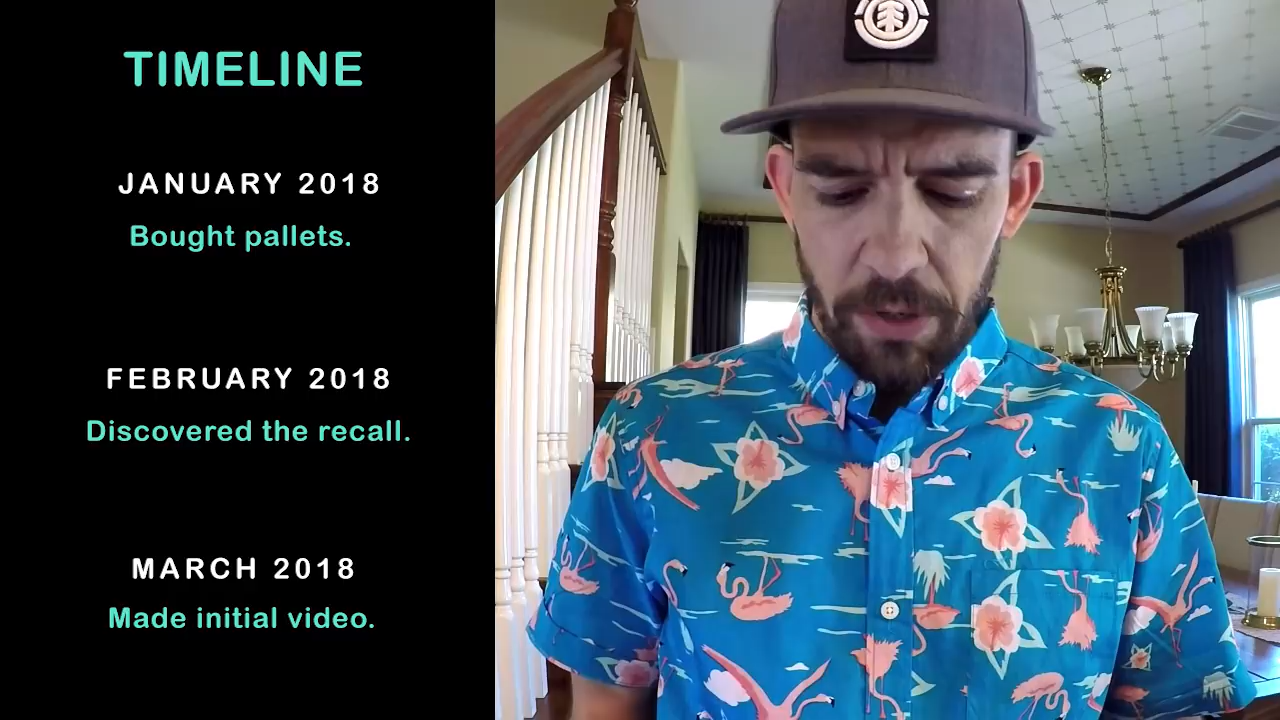 TIMELINE
JANUARY 2018
Bought pallets.
FEBRUARY 2018
Discovered the recall.
MARCH 2018
Made initial video.